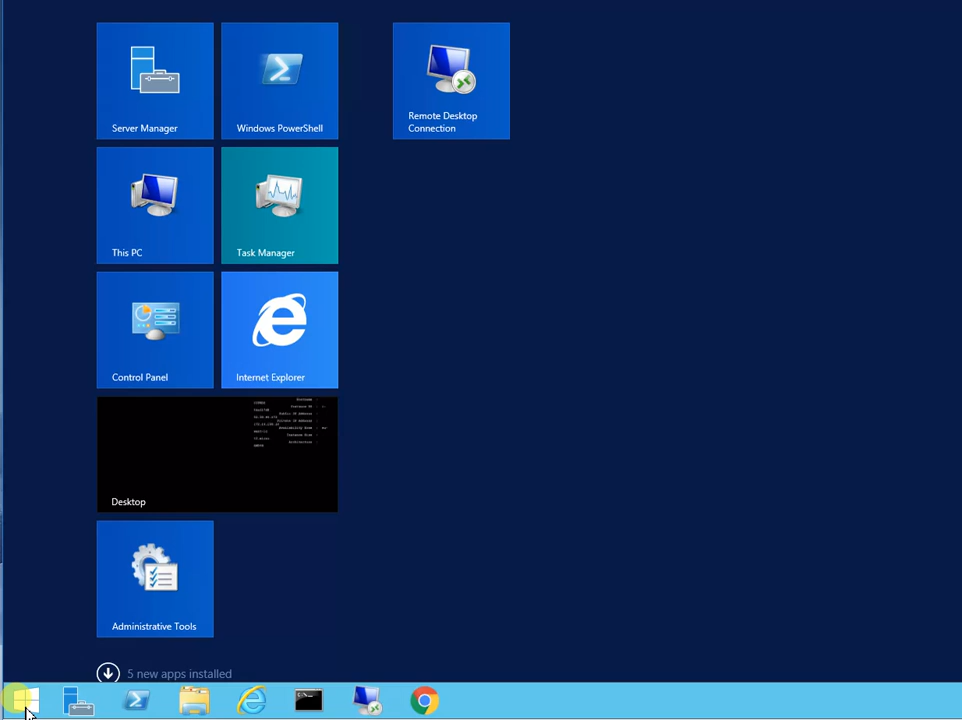 Server Manager
Windows PowerShell
Remote Desktop
Connection
This PC
Task Manager
Control Panel
Internet Explorer
Desktop
Administrative Tools
5 new apps installed